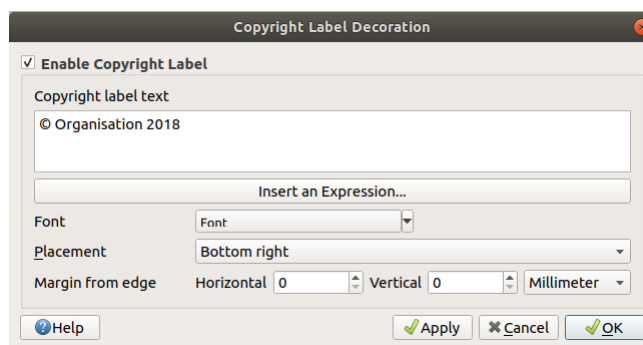 Copyright Label Decoration
Enable Copyright Label
Copyright label text
© Organisation 2018
Insert an Expression...
Font Font
Placement Bottom right
Margin from edge Horizontal 0 Vertical 0 Millimeter
Help Apply Cancel OK